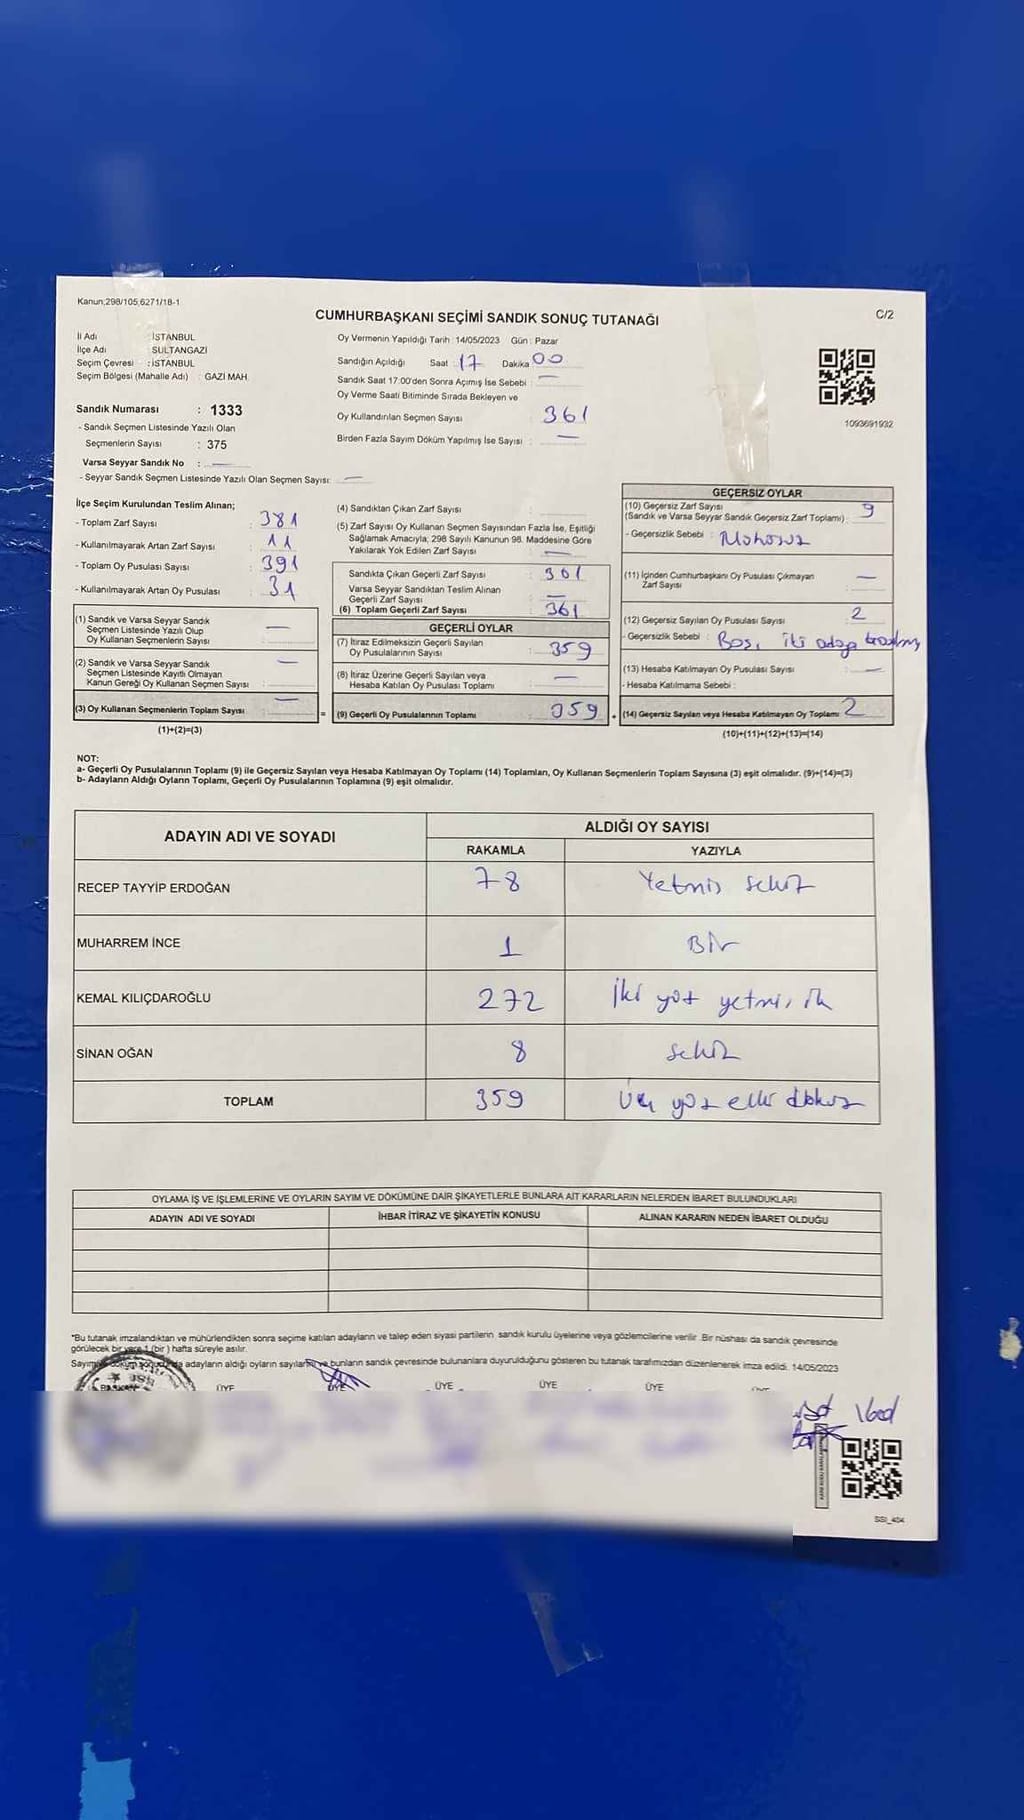 Kanun;298/105,6271/18-1
C/2
CUMHURBAŞKANI SEÇİMİ SANDIK SONUÇ TUTANAĞI
İl Adı : İSTANBUL
İlçe Adı : SULTANGAZİ
Seçim Çevresi : İSTANBUL
Seçim Bölgesi (Mahalle Adı) : GAZİ MAH.
Sandık Numarası : 1333
- Sandık Seçmen Listesinde Yazılı Olan
Seçmenlerin Sayısı : 375
Varsa Seyyar Sandık No : —
- Seyyar Sandık Seçmen Listesinde Yazılı Olan Seçmen Sayısı: —
Oy Vermenin Yapıldığı Tarih : 14/05/2023 Gün : Pazar
Sandığın Açıldığı Saat : 17 Dakika : 00
Sandık Saat 17:00'den Sonra Açımış İse Sebebi : —
Oy Verme Saati Bitiminde Sırada Bekleyen ve
Oy Kullandırılan Seçmen Sayısı : 361
Birden Fazla Sayım Döküm Yapılmış İse Sayısı : —
1093691932
İlçe Seçim Kurulundan Teslim Alınan;
- Toplam Zarf Sayısı : 381
- Kullanılmayarak Artan Zarf Sayısı : 11
- Toplam Oy Pusulası Sayısı : 391
- Kullanılmayarak Artan Oy Pusulası : 31
(1) Sandık ve Varsa Seyyar Sandık
Seçmen Listesinde Yazılı Olup
Oy Kullanan Seçmenlerin Sayısı : —
(2) Sandık ve Varsa Seyyar Sandık
Seçmen Listesinde Kayıtlı Olmayan
Kanun Gereği Oy Kullanan Seçmen Sayısı : —
(3) Oy Kullanan Seçmenlerin Toplam Sayısı : —
(1)+(2)=(3)
(4) Sandıktan Çıkan Zarf Sayısı :
(5) Zarf Sayısı Oy Kullanan Seçmen Sayısından Fazla İse, Eşitliği
Sağlamak Amacıyla; 298 Sayılı Kanunun 98. Maddesine Göre
Yakılarak Yok Edilen Zarf Sayısı : —
Sandıkta Çıkan Geçerli Zarf Sayısı : 361
Varsa Seyyar Sandıktan Teslim Alınan
Geçerli Zarf Sayısı : —
(6) Toplam Geçerli Zarf Sayısı : 361
GEÇERLİ OYLAR
(7) İtiraz Edilmeksizin Geçerli Sayılan
Oy Pusulalarının Sayısı : 359
(8) İtiraz Üzerine Geçerli Sayılan veya
Hesaba Katılan Oy Pusulası Toplamı : —
= (9) Geçerli Oy Pusulalarının Toplamı : 359
GEÇERSİZ OYLAR
(10) Geçersiz Zarf Sayısı : 9
(Sandık ve Varsa Seyyar Sandık Geçersiz Zarf Toplamı) :
- Geçersizlik Sebebi :
(11) İçinden Cumhurbaşkanı Oy Pusulası Çıkmayan
Zarf Sayısı : —
(12) Geçersiz Sayılan Oy Pusulası Sayısı : 2
- Geçersizlik Sebebi : Boş, iki
(13) Hesaba Katılmayan Oy Pusulası Sayısı : —
- Hesaba Katılmama Sebebi :
+ (14) Geçersiz Sayılan veya Hesaba Katılmayan Oy Toplamı : 2
(10)+(11)+(12)+(13)=(14)
NOT:
a- Geçerli Oy Pusulalarının Toplamı (9) ile Geçersiz Sayılan veya Hesaba Katılmayan Oy Toplamı (14) Toplamları, Oy Kullanan Seçmenlerin Toplam Sayısına (3) eşit olmalıdır. (9)+(14)=(3)
b- Adayların Aldığı Oyların Toplamı, Geçerli Oy Pusulalarının Toplamına (9) eşit olmalıdır.
ADAYIN ADI VE SOYADI
ALDIĞI OY SAYISI
RAKAMLA YAZIYLA
RECEP TAYYİP ERDOĞAN 78 Yetmiş sekiz
MUHARREM İNCE 1 Bir
KEMAL KILIÇDAROĞLU 272 İki yüz yetmiş iki
SİNAN OĞAN 8 sekiz
TOPLAM 359 Üç yüz elli dokuz
OYLAMA İŞ VE İŞLEMLERİNE VE OYLARIN SAYIM VE DÖKÜMÜNE DAİR ŞİKAYETLERLE BUNLARA AİT KARARLARIN NELERDEN İBARET BULUNDUKLARI
ADAYIN ADI VE SOYADI İHBAR İTİRAZ VE ŞİKAYETİN KONUSU ALINAN KARARIN NEDEN İBARET OLDUĞU
*Bu tutanak imzalandıktan ve mühürlendikten sonra seçime katılan adayların ve talep eden siyasi partilerin sandık kurulu üyelerine veya gözlemcilerine verilir. Bir nüshası da sandık çevresinde
görülecek bir yere 1 (bir ) hafta süreyle asılır.
Sayım döküm sonucunda adayların aldığı oyların sayıları ve bunların sandık çevresinde bulunanlara duyurulduğunu gösteren bu tutanak tarafımızdan düzenlenerek imza edildi. 14/05/2023
BAŞKAN ÜYE ÜYE ÜYE ÜYE ÜYE
SSI_404